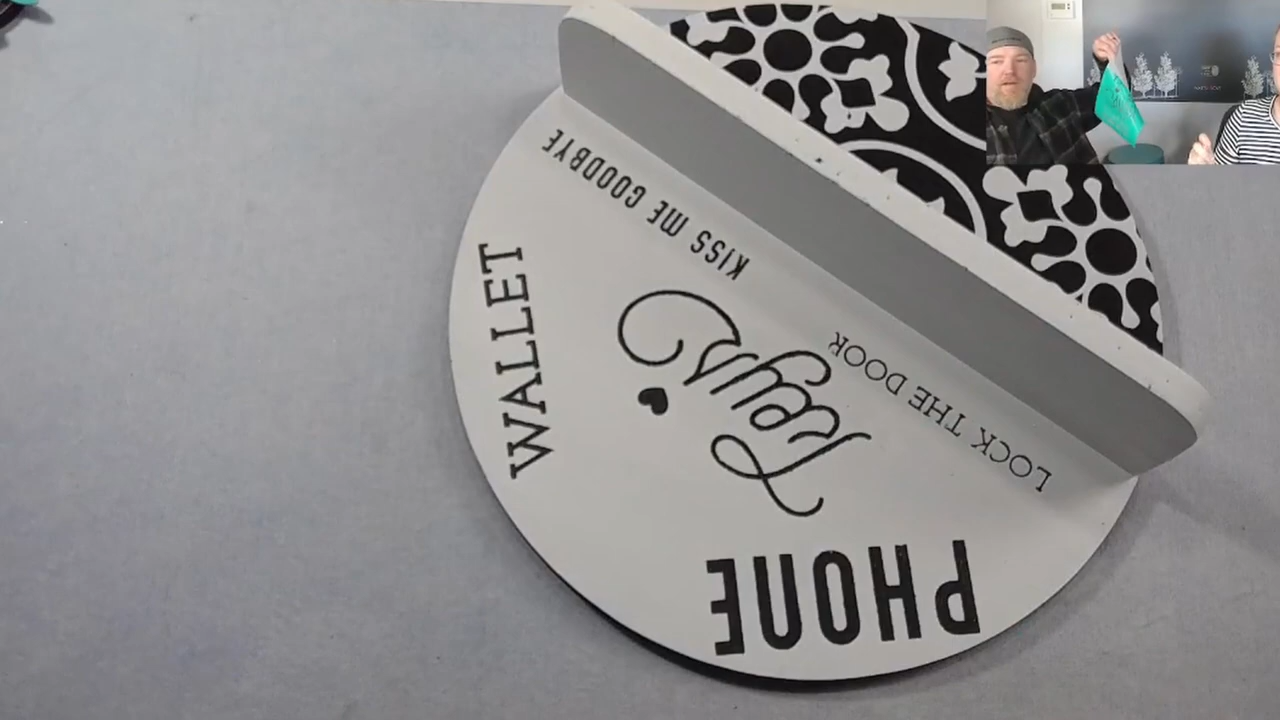 PHONE
Keys
WALLET
LOCK THE DOOR
KISS ME GOODBYE